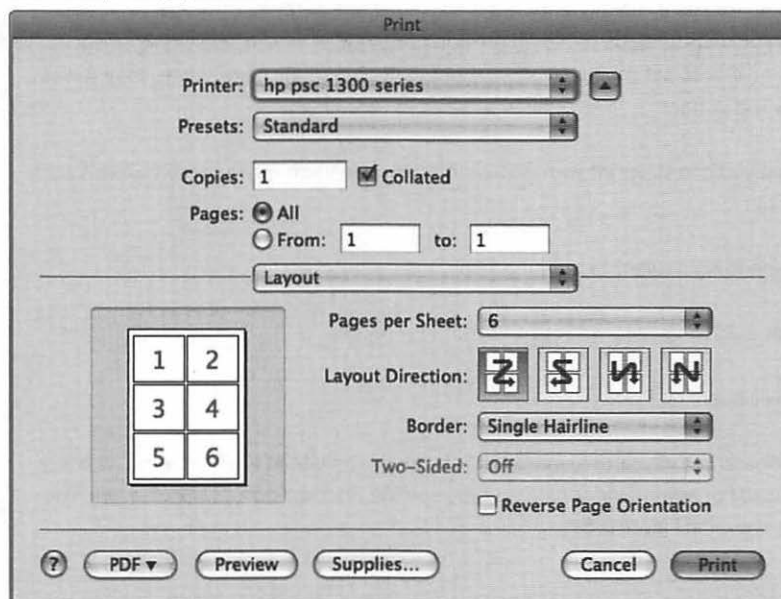 Print
Printer: hp psc 1300 series
Presets: Standard
Copies: 1 Collated
Pages: All
From: 1 to: 1
Layout
Pages per Sheet: 6
1 2
3 4
5 6
Layout Direction:
Border: Single Hairline
Two-Sided: Off
Reverse Page Orientation
? PDF Preview Supplies... Cancel Print